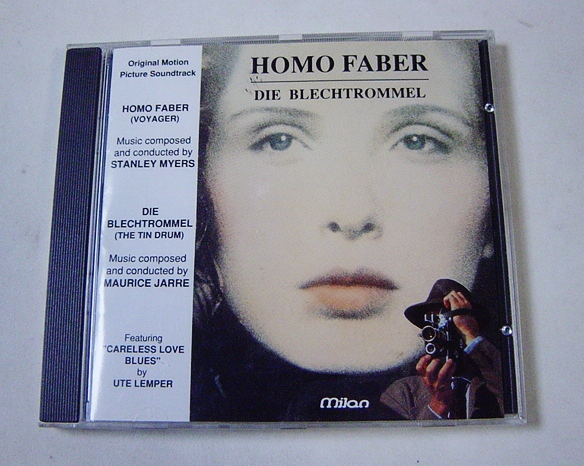 Original Motion
Picture Soundtrack
HOMO FABER
(VOYAGER)
Music composed
and conducted by
STANLEY MYERS
DIE
BLECHTROMMEL
(THE TIN DRUM)
Music composed
and conducted by
MAURICE JARRE
Featuring
"CARELESS LOVE
BLUES"
by
UTE LEMPER
HOMO FABER
DIE BLECHTROMMEL
Milan